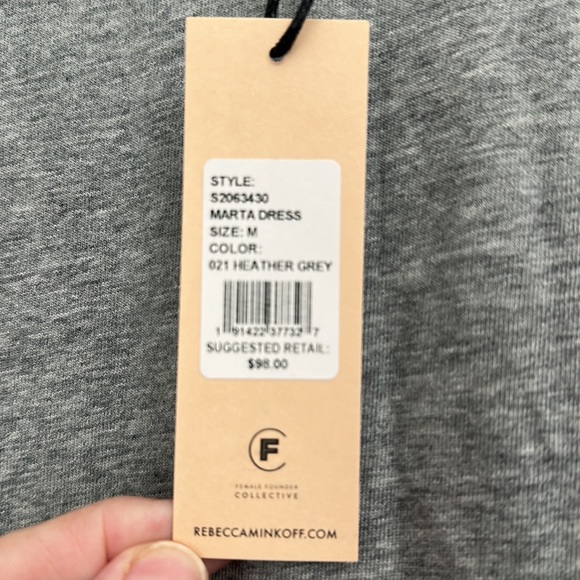 STYLE:
S2063430
MARTA DRESS
SIZE: M
COLOR:
021 HEATHER GREY
1 91422 37732 7
SUGGESTED RETAIL:
$98.00
F
FEMALE FOUNDER
COLLECTIVE
REBECCAMINKOFF.COM